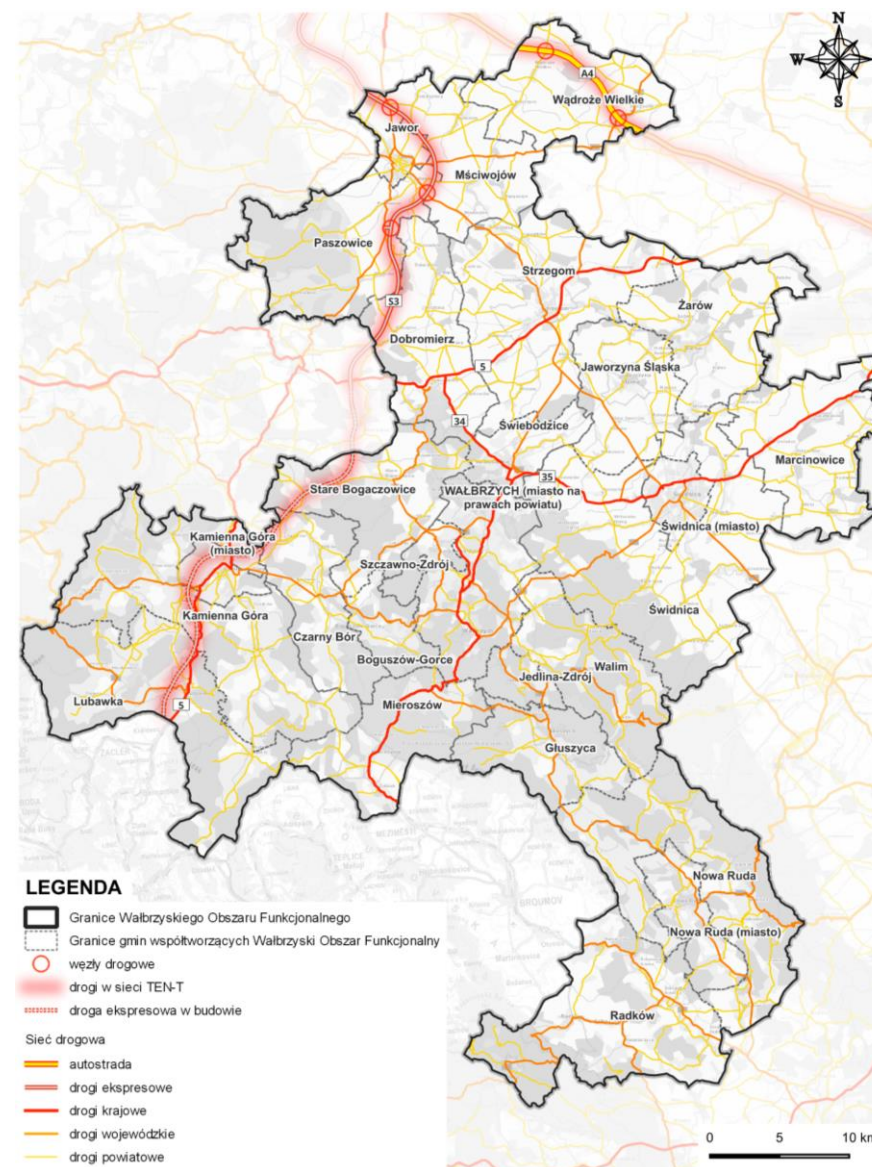 N
W
E
S
A4
Wądroże Wielkie
Jawor
Mściwojów
Paszowice
Strzegom
S3
Żarów
Dobromierz
5
Jaworzyna Śląska
34
Świebodzice
Marcinowice
35
Stare Bogaczowice
WAŁBRZYCH (miasto na
prawach powiatu)
Świdnica (miasto)
Kamienna Góra
(miasto)
Szczawno-Zdrój
Kamienna Góra
Świdnica
Czarny Bór
Boguszów-Gorce
Walim
Jedlina-Zdrój
Lubawka
5
Mieroszów
Głuszyca
Nowa Ruda
Nowa Ruda (miasto)
Radków
LEGENDA
Granice Wałbrzyskiego Obszaru Funkcjonalnego
Granice gmin współtworzących Wałbrzyski Obszar Funkcjonalny
węzły drogowe
drogi w sieci TEN-T
droga ekspresowa w budowie
Sieć drogowa
autostrada
drogi ekspresowe
drogi krajowe
drogi wojewódzkie
drogi powiatowe
0 5 10 km